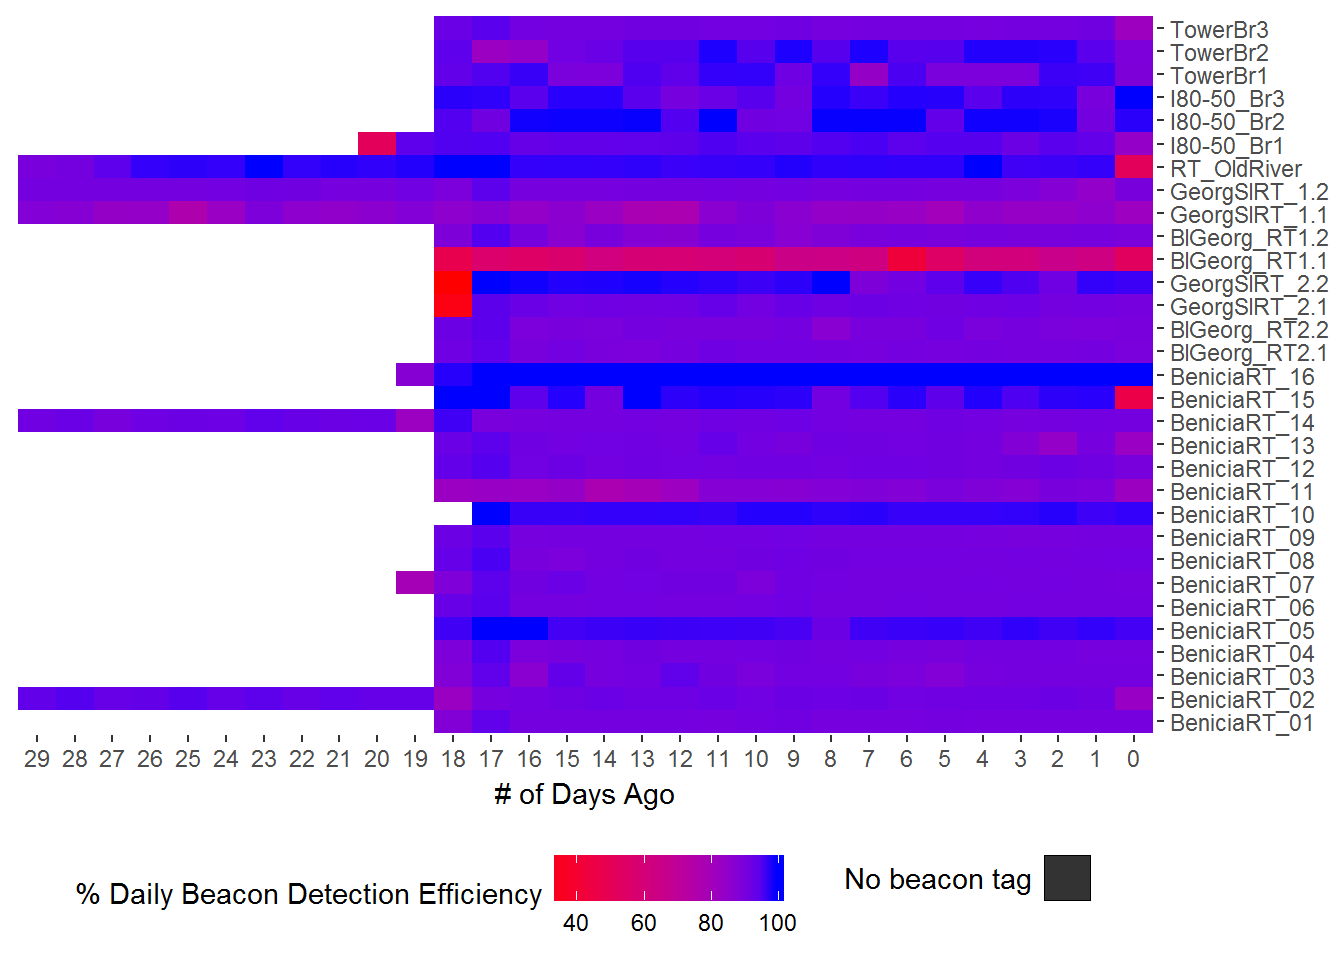 TowerBr3
TowerBr2
TowerBr1
I80-50_Br3
I80-50_Br2
I80-50_Br1
RT_OldRiver
GeorgSlRT_1.2
GeorgSlRT_1.1
BlGeorg_RT1.2
BlGeorg_RT1.1
GeorgSlRT_2.2
GeorgSlRT_2.1
BlGeorg_RT2.2
BlGeorg_RT2.1
BeniciaRT_16
BeniciaRT_15
BeniciaRT_14
BeniciaRT_13
BeniciaRT_12
BeniciaRT_11
BeniciaRT_10
BeniciaRT_09
BeniciaRT_08
BeniciaRT_07
BeniciaRT_06
BeniciaRT_05
BeniciaRT_04
BeniciaRT_03
BeniciaRT_02
BeniciaRT_01
29 28 27 26 25 24 23 22 21 20 19 18 17 16 15 14 13 12 11 10 9 8 7 6 5 4 3 2 1 0
# of Days Ago
% Daily Beacon Detection Efficiency
40 60 80 100
No beacon tag